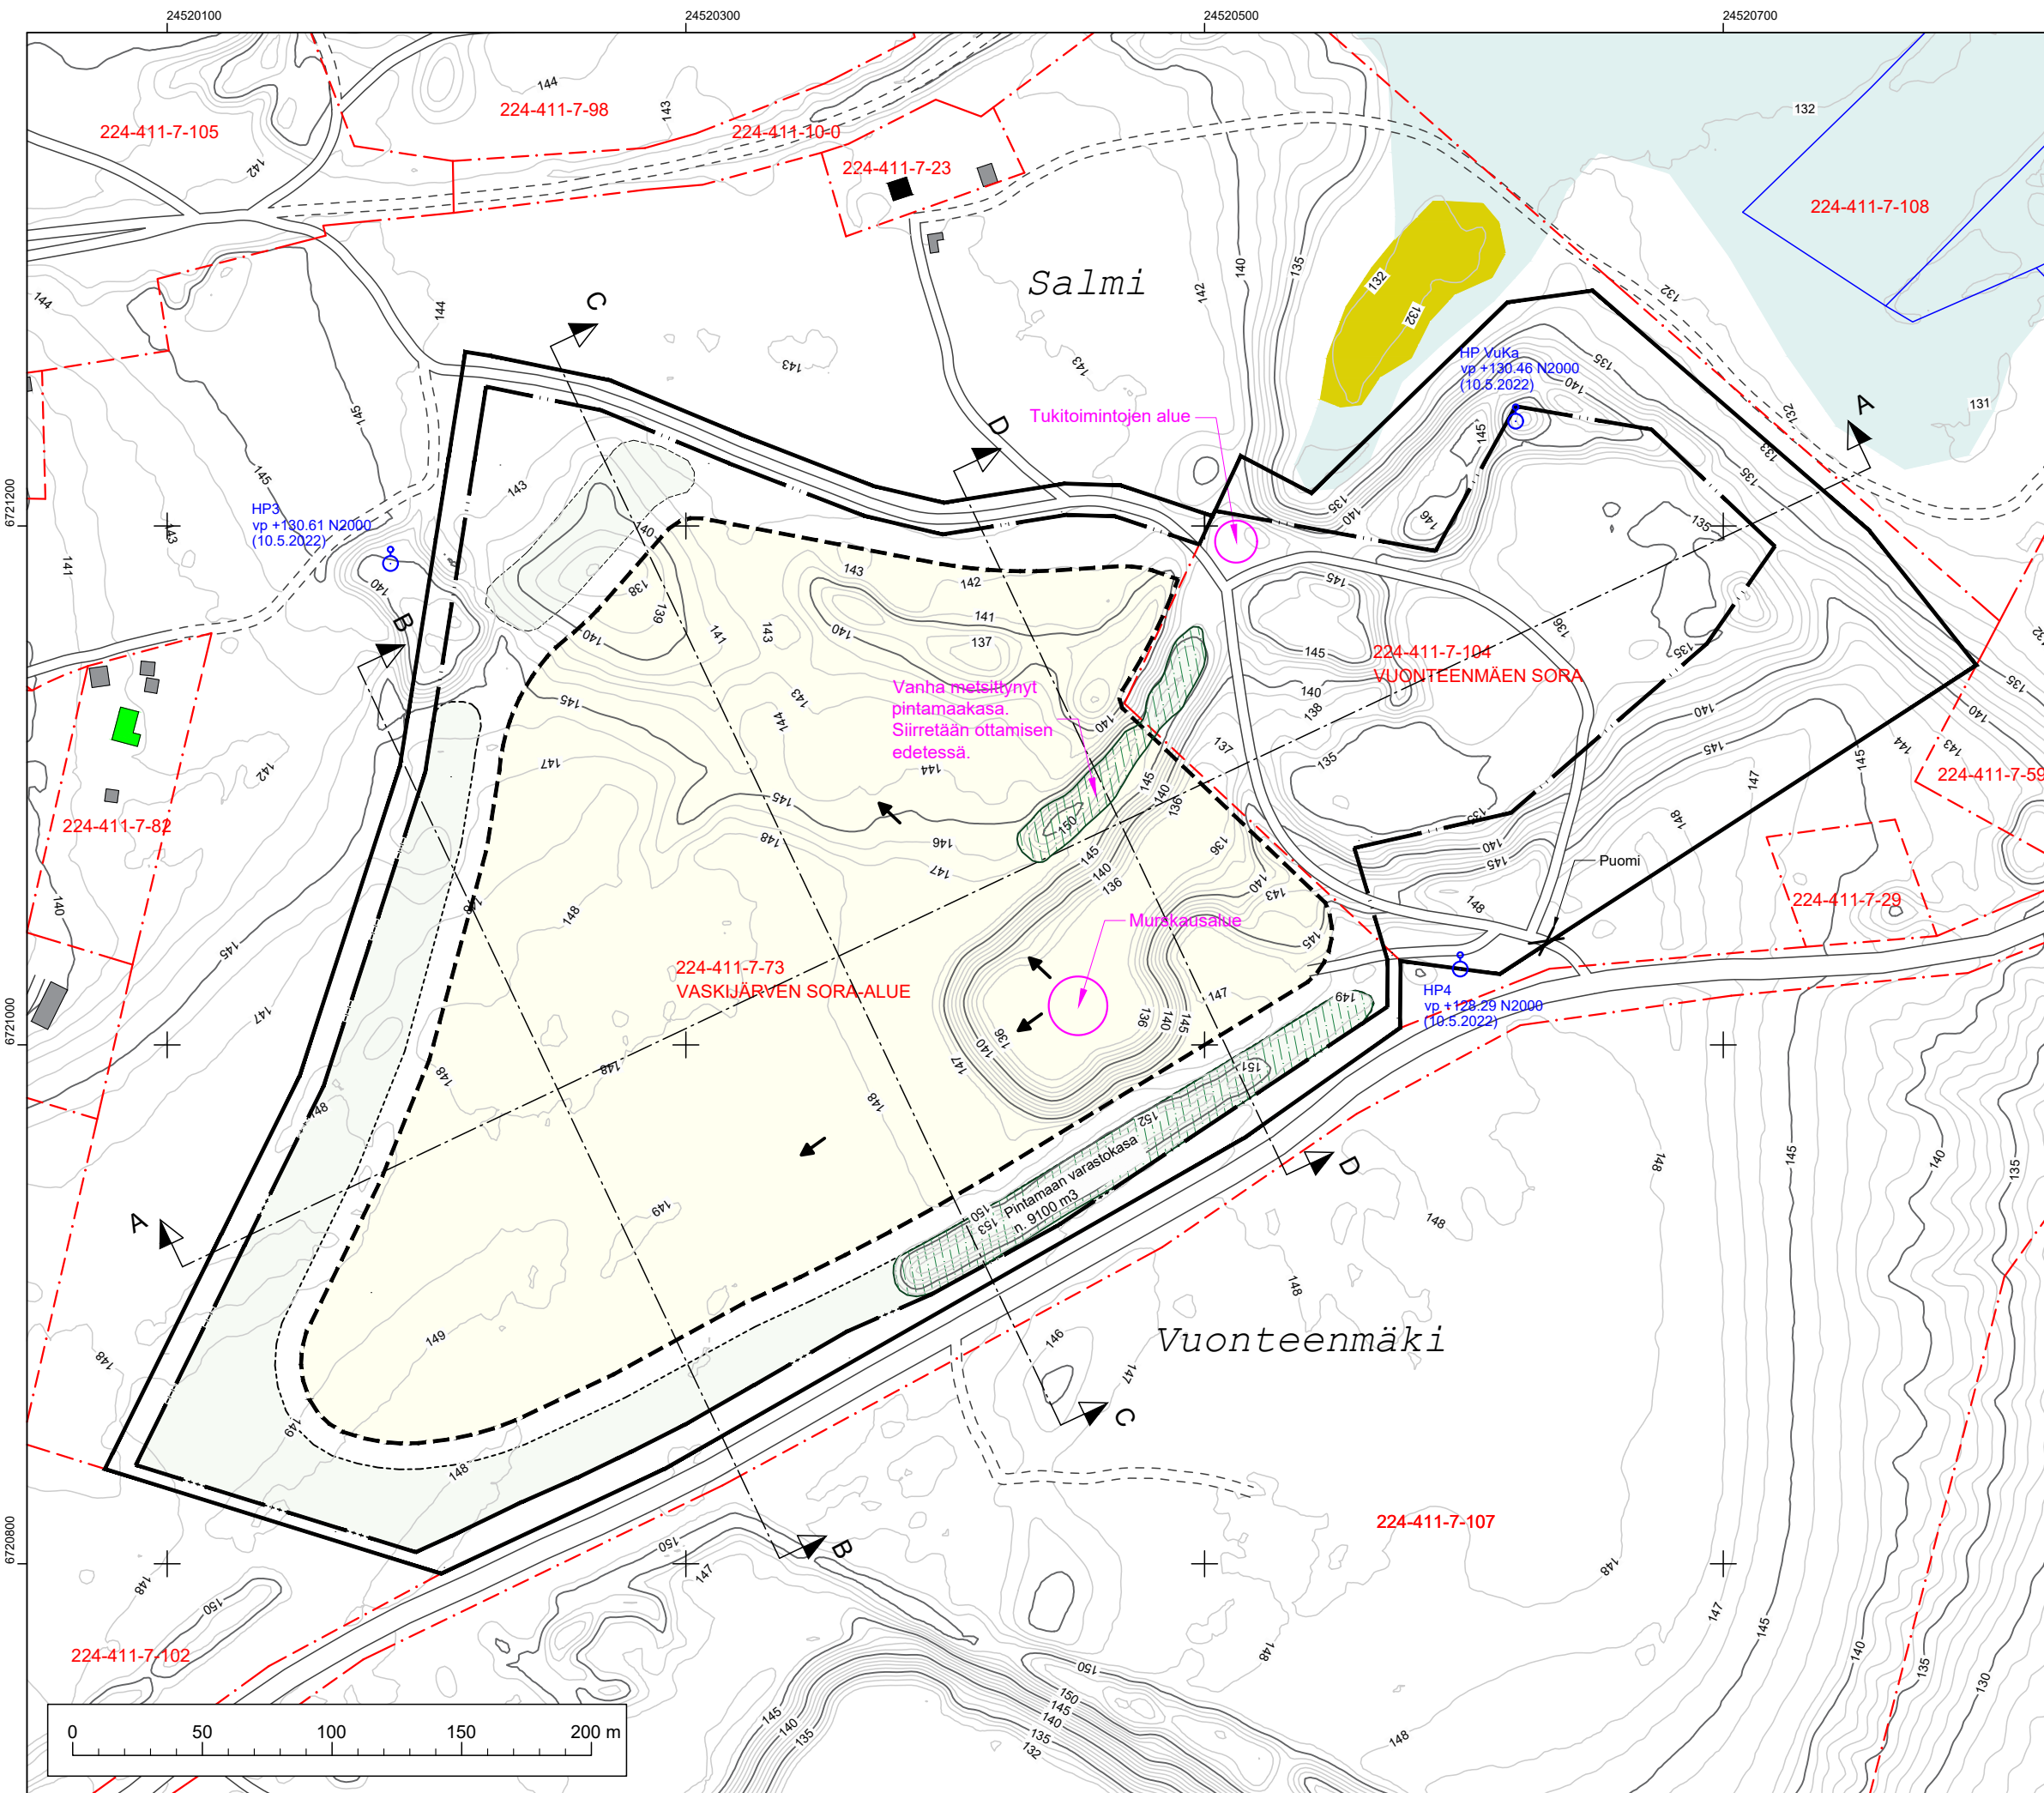 24520100
24520300
24520500
24520700
6721200
6721000
6720800
224-411-7-105
224-411-7-98
224-411-10-0
224-411-7-23
224-411-7-108
Salmi
HP VuKa
vp +130.46 N2000
(10.5.2022)
Tukitoimintojen alue
HP3
vp +130.61 N2000
(10.5.2022)
224-411-7-104
VUONTEENMÄEN SORA
Vanha metsittynyt
pintamaakasa.
Siirretään ottamisen
edetessä.
224-411-7-59
224-411-7-82
Puomi
224-411-7-29
Murskausalue
224-411-7-73
VASKIJÄRVEN SORA-ALUE
HP4
vp +128.29 N2000
(10.5.2022)
Pintamaan varastokasa
n. 9100 m3
Vuonteenmäki
224-411-7-107
224-411-7-102
A
A
B
B
C
C
D
D
0 50 100 150 200 m